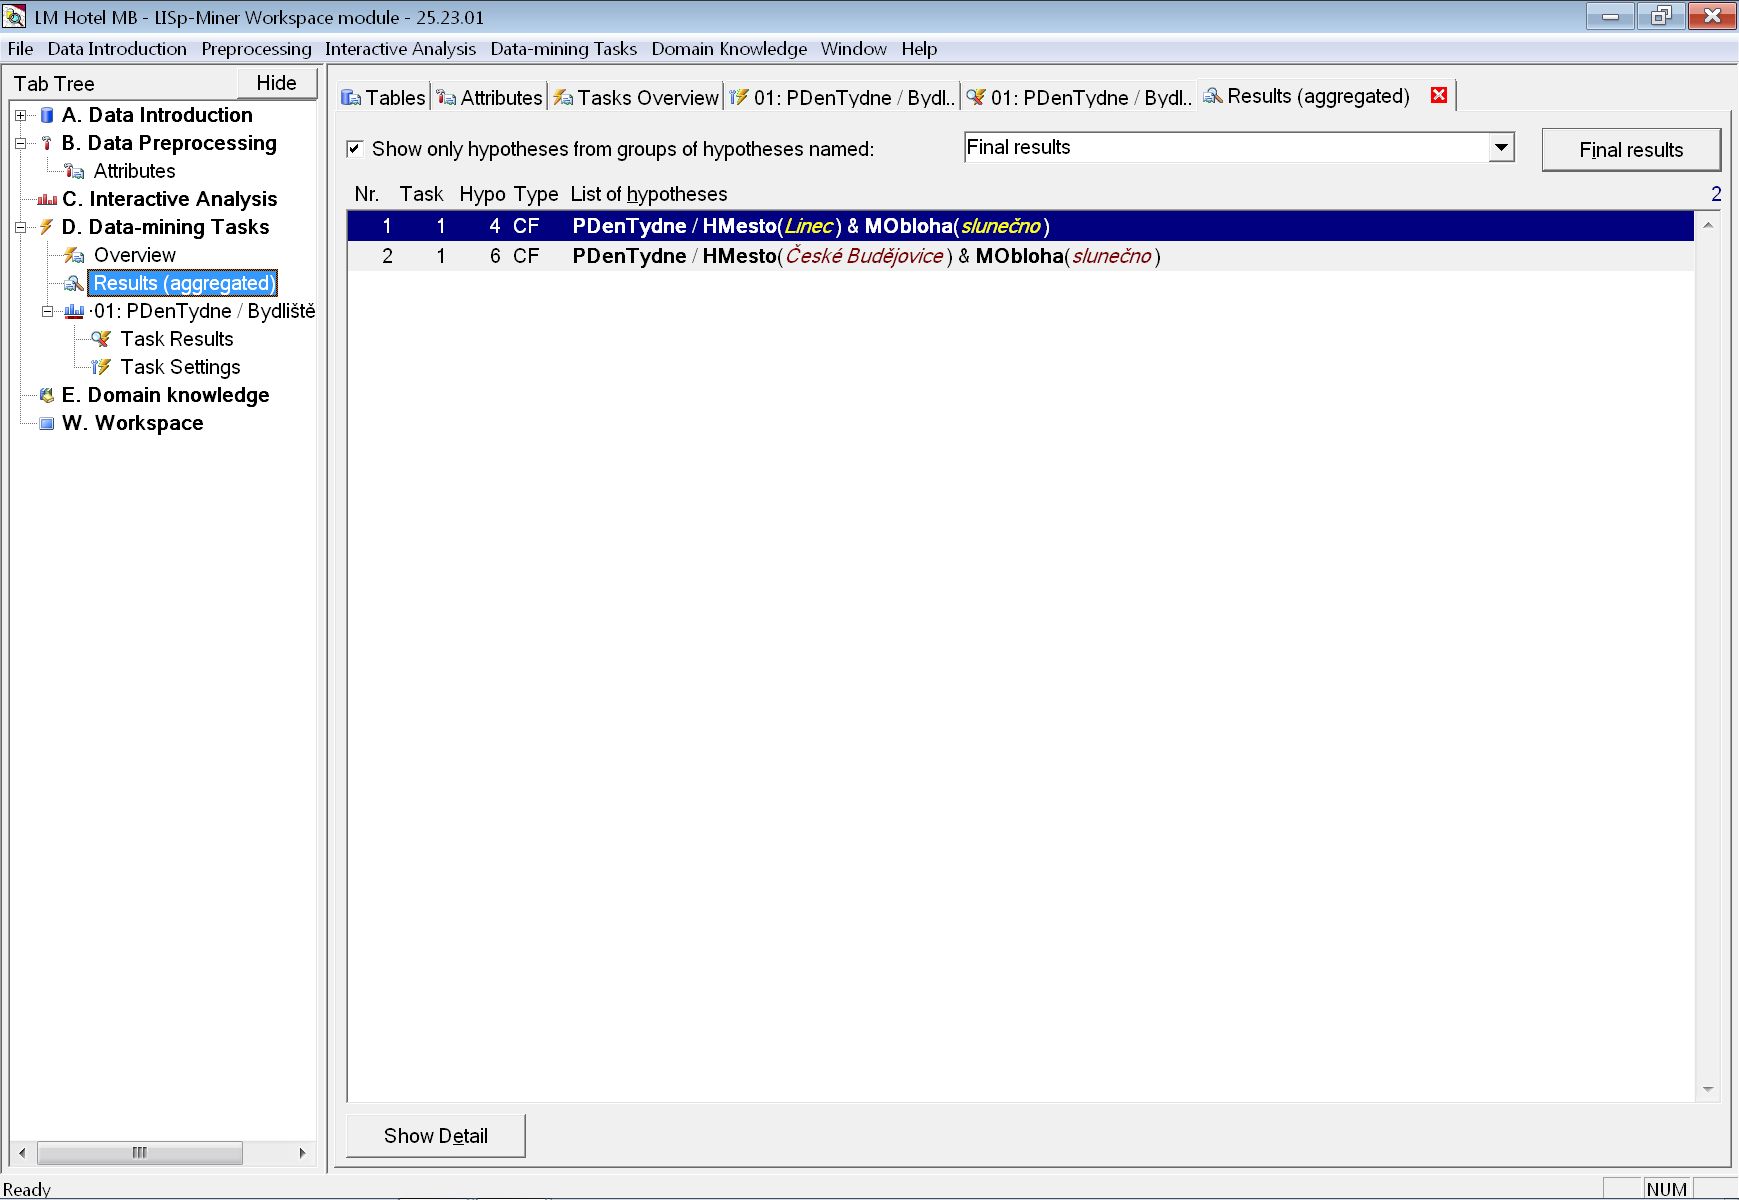 LM Hotel MB - LISp-Miner Workspace module - 25.23.01
File Data Introduction Preprocessing Interactive Analysis Data-mining Tasks Domain Knowledge Window Help
Tab Tree
Hide
A. Data Introduction
B. Data Preprocessing
Attributes
C. Interactive Analysis
D. Data-mining Tasks
Overview
Results (aggregated)
·01: PDenTydne / Bydliště
Task Results
Task Settings
E. Domain knowledge
W. Workspace
Tables Attributes Tasks Overview 01: PDenTydne / Bydl.. 01: PDenTydne / Bydl.. Results (aggregated)
Show only hypotheses from groups of hypotheses named: Final results Final results
Nr. Task Hypo Type List of hypotheses 2
1 1 4 CF PDenTydne / HMesto(Linec) & MObloha(slunečno)
2 1 6 CF PDenTydne / HMesto(České Budějovice) & MObloha(slunečno)
Show Detail
Ready NUM